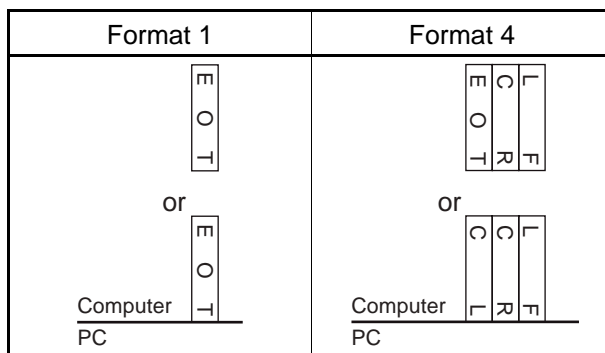 Format 1
EOT
or
EOT
Computer
PC
Format 4
EOT CR LF
or
CL CR LF
Computer
PC